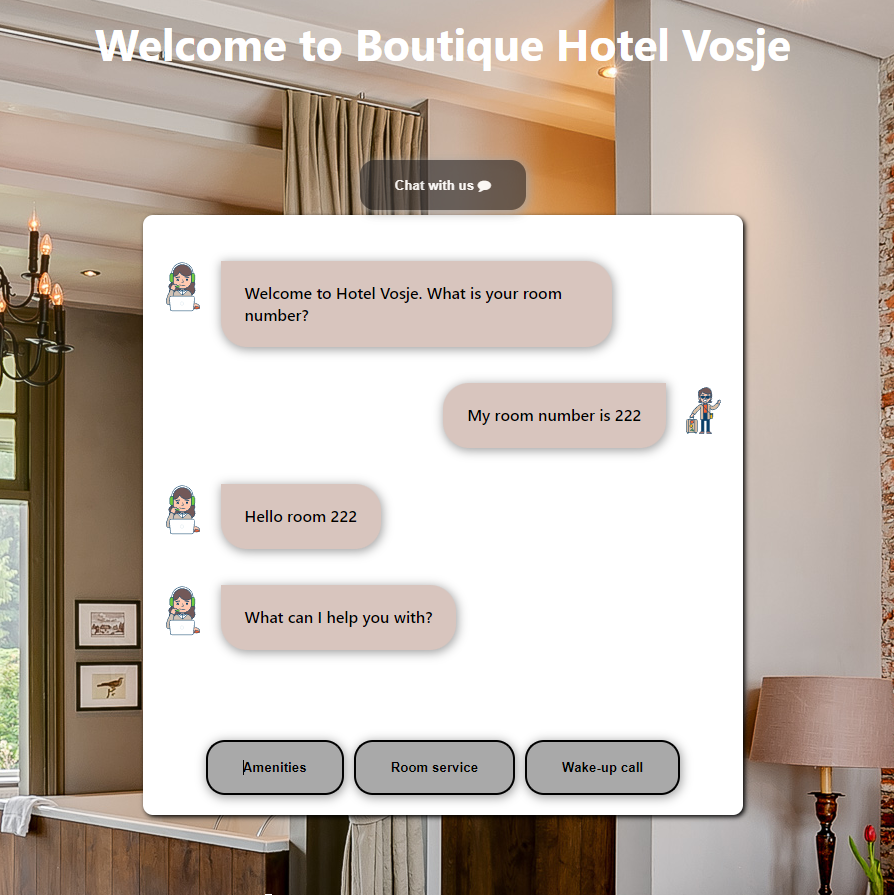 Welcome to Boutique Hotel Vosje
Chat with us
Welcome to Hotel Vosje. What is your room
number?
My room number is 222
Hello room 222
What can I help you with?
Amenities
Room service
Wake-up call